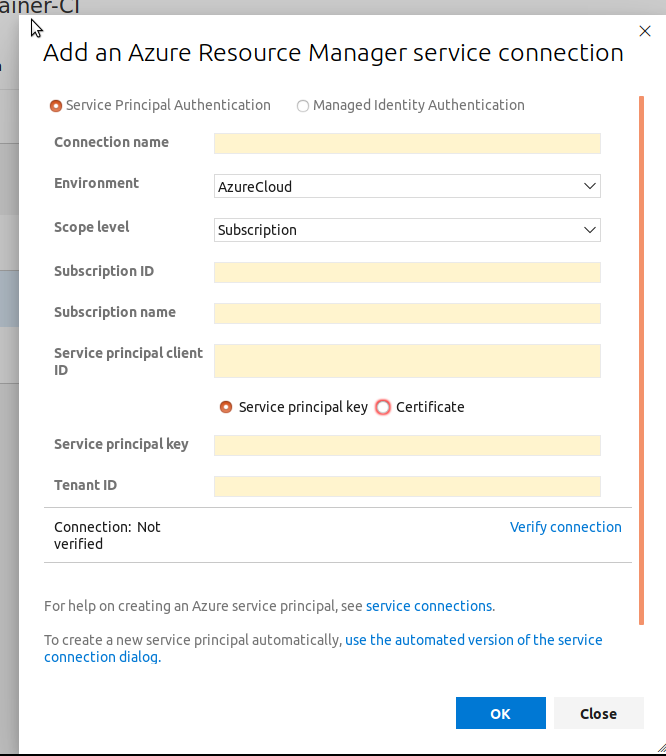 ainer-CI
Add an Azure Resource Manager service connection
Service Principal Authentication Managed Identity Authentication
Connection name
Environment AzureCloud
Scope level Subscription
Subscription ID
Subscription name
Service principal client
ID
Service principal key Certificate
Service principal key
Tenant ID
Connection: Not Verify connection
verified
For help on creating an Azure service principal, see service connections.
To create a new service principal automatically, use the automated version of the service
connection dialog.
OK Close